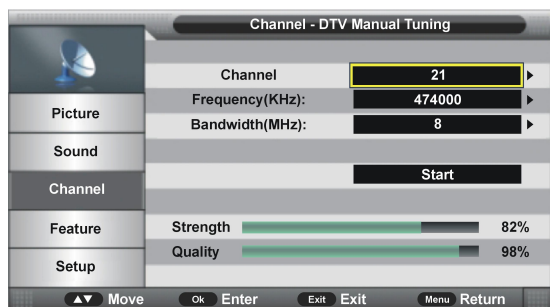 Channel - DTV Manual Tuning
Channel 21
Frequency(KHz): 474000
Bandwidth(MHz): 8
Start
Strength 82%
Quality 98%
Picture
Sound
Channel
Feature
Setup
▲▼ Move Ok Enter Exit Exit Menu Return